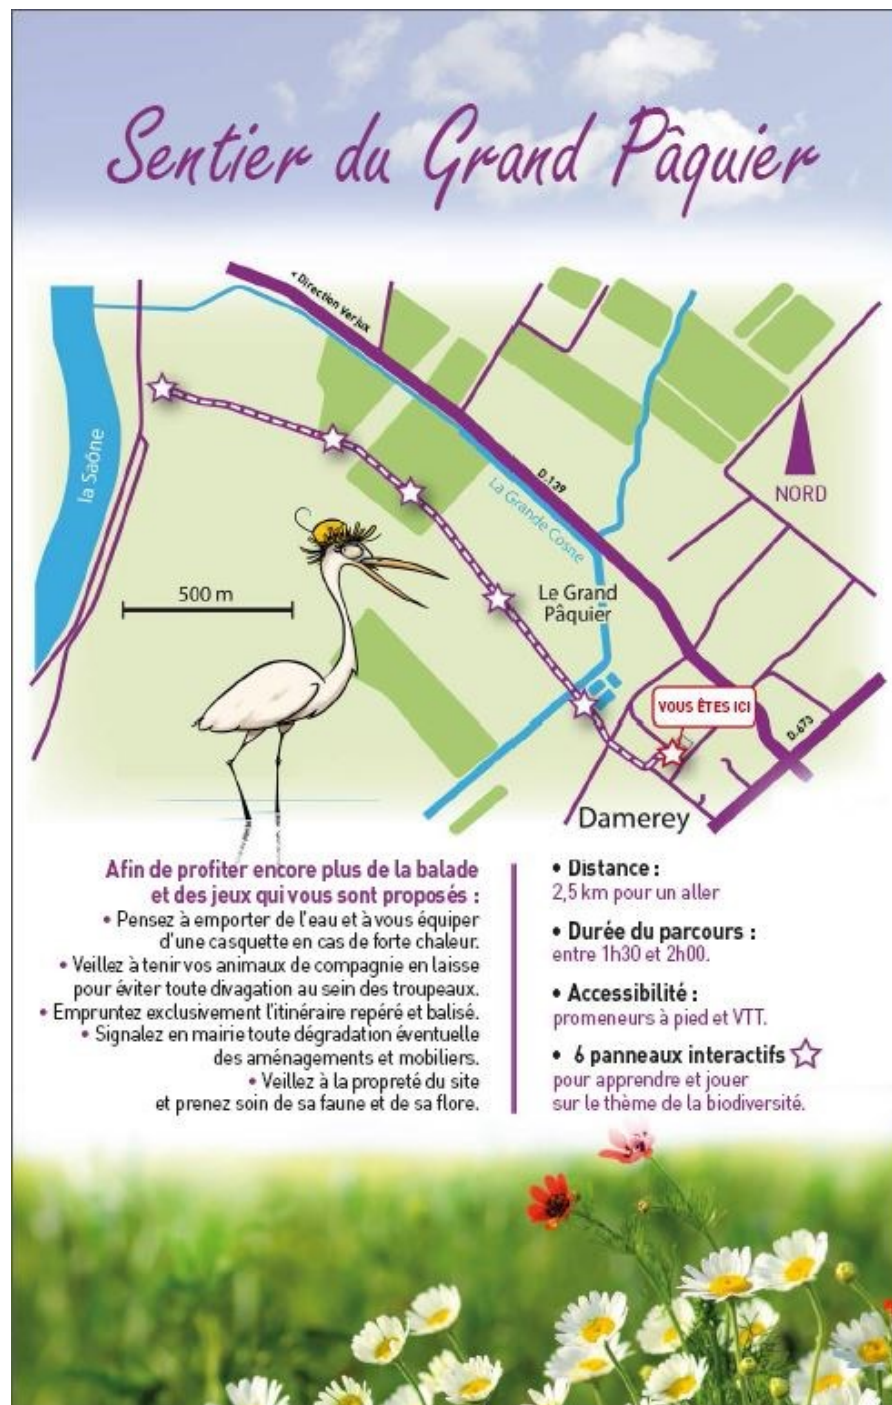 Sentier du Grand Pâquier
< Direction Verjux
la Saône
D.139
La Grande Cosne
NORD
500 m
Le Grand
Pâquier
VOUS ÊTES ICI
D.673
Damerey
Afin de profiter encore plus de la balade
et des jeux qui vous sont proposés :
• Pensez à emporter de l'eau et à vous équiper
d'une casquette en cas de forte chaleur.
• Veillez à tenir vos animaux de compagnie en laisse
pour éviter toute divagation au sein des troupeaux.
• Empruntez exclusivement l'itinéraire repéré et balisé.
• Signalez en mairie toute dégradation éventuelle
des aménagements et mobiliers.
• Veillez à la propreté du site
et prenez soin de sa faune et de sa flore.
• Distance :
2,5 km pour un aller
• Durée du parcours :
entre 1h30 et 2h00.
• Accessibilité :
promeneurs à pied et VTT.
• 6 panneaux interactifs
pour apprendre et jouer
sur le thème de la biodiversité.